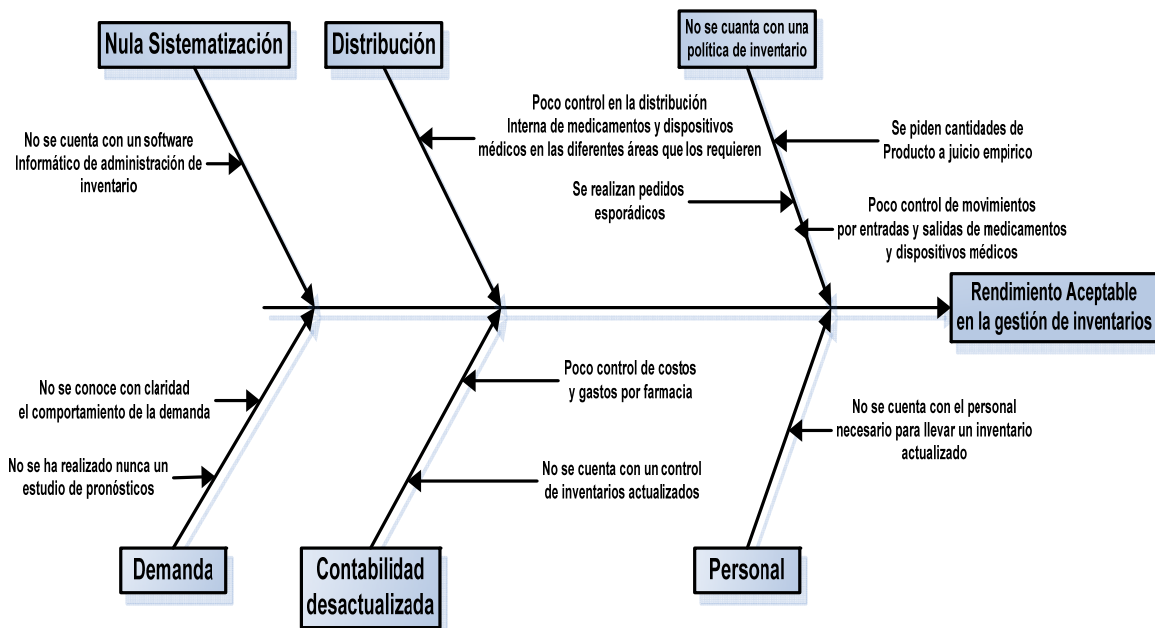 Nula Sistematización
Distribución
No se cuanta con una
política de inventario
No se cuenta con un software
Informático de administración de
inventario
Poco control en la distribución
Interna de medicamentos y dispositivos
médicos en las diferentes áreas que los requieren
Se piden cantidades de
Producto a juicio empirico
Se realizan pedidos
esporádicos
Poco control de movimientos
por entradas y salidas de medicamentos
y dispositivos médicos
Rendimiento Aceptable
en la gestión de inventarios
No se conoce con claridad
el comportamiento de la demanda
No se ha realizado nunca un
estudio de pronósticos
Poco control de costos
y gastos por farmacia
No se cuenta con un control
de inventarios actualizados
No se cuenta con el personal
necesario para llevar un inventario
actualizado
Demanda
Contabilidad
desactualizada
Personal